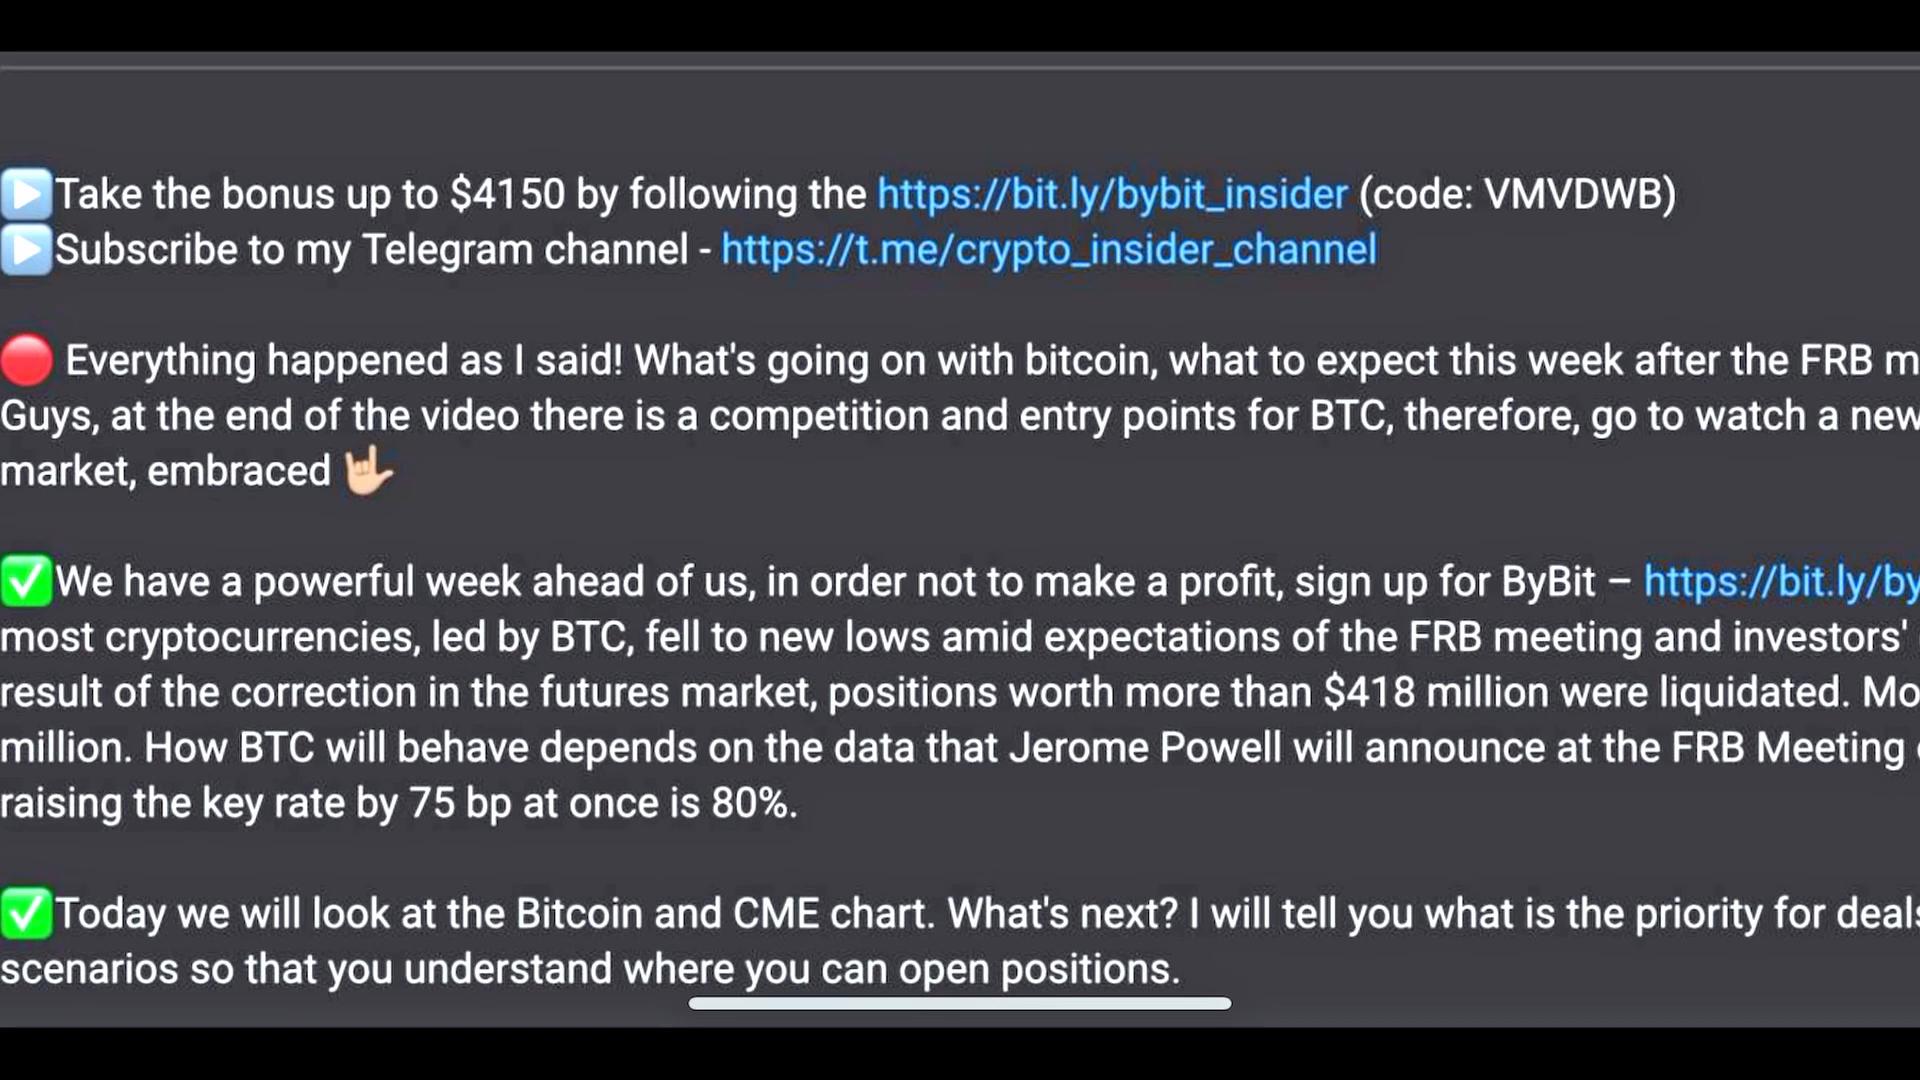 ▶️Take the bonus up to $4150 by following the https://bit.ly/bybit_insider (code: VMVDWB)
▶️Subscribe to my Telegram channel - https://t.me/crypto_insider_channel
🔴 Everything happened as I said! What's going on with bitcoin, what to expect this week after the FRB m
Guys, at the end of the video there is a competition and entry points for BTC, therefore, go to watch a new
market, embraced 🤟🏻
✅We have a powerful week ahead of us, in order not to make a profit, sign up for ByBit – https://bit.ly/by
most cryptocurrencies, led by BTC, fell to new lows amid expectations of the FRB meeting and investors'
result of the correction in the futures market, positions worth more than $418 million were liquidated. Mo
million. How BTC will behave depends on the data that Jerome Powell will announce at the FRB Meeting
raising the key rate by 75 bp at once is 80%.
✅Today we will look at the Bitcoin and CME chart. What's next? I will tell you what is the priority for deals
scenarios so that you understand where you can open positions.